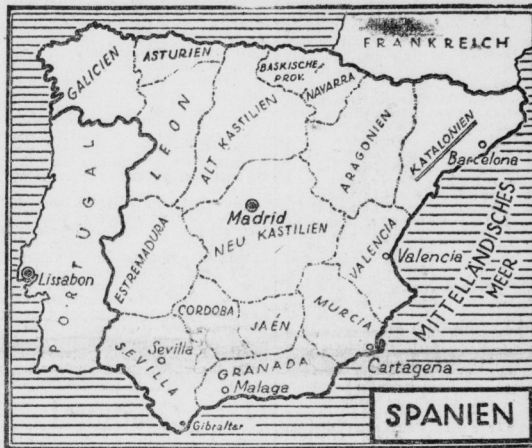 FRANKREICH
ASTURIEN
GALICIEN
BASKISCHE
PROV.
NAVARRA
LEON
ALT KASTILIEN
ARAGONIEN
KATALONIEN
Barcelona
PORTUGAL
Madrid
NEU KASTILIEN
ESTREMADURA
VALENCIA
Valencia
MITTELLÄNDISCHES
MEER
Lissabon
CORDOBA
JAÉN
MURCIA
SEVILLA
Sevilla
GRANADA
Malaga
Cartagena
Gibraltar
SPANIEN